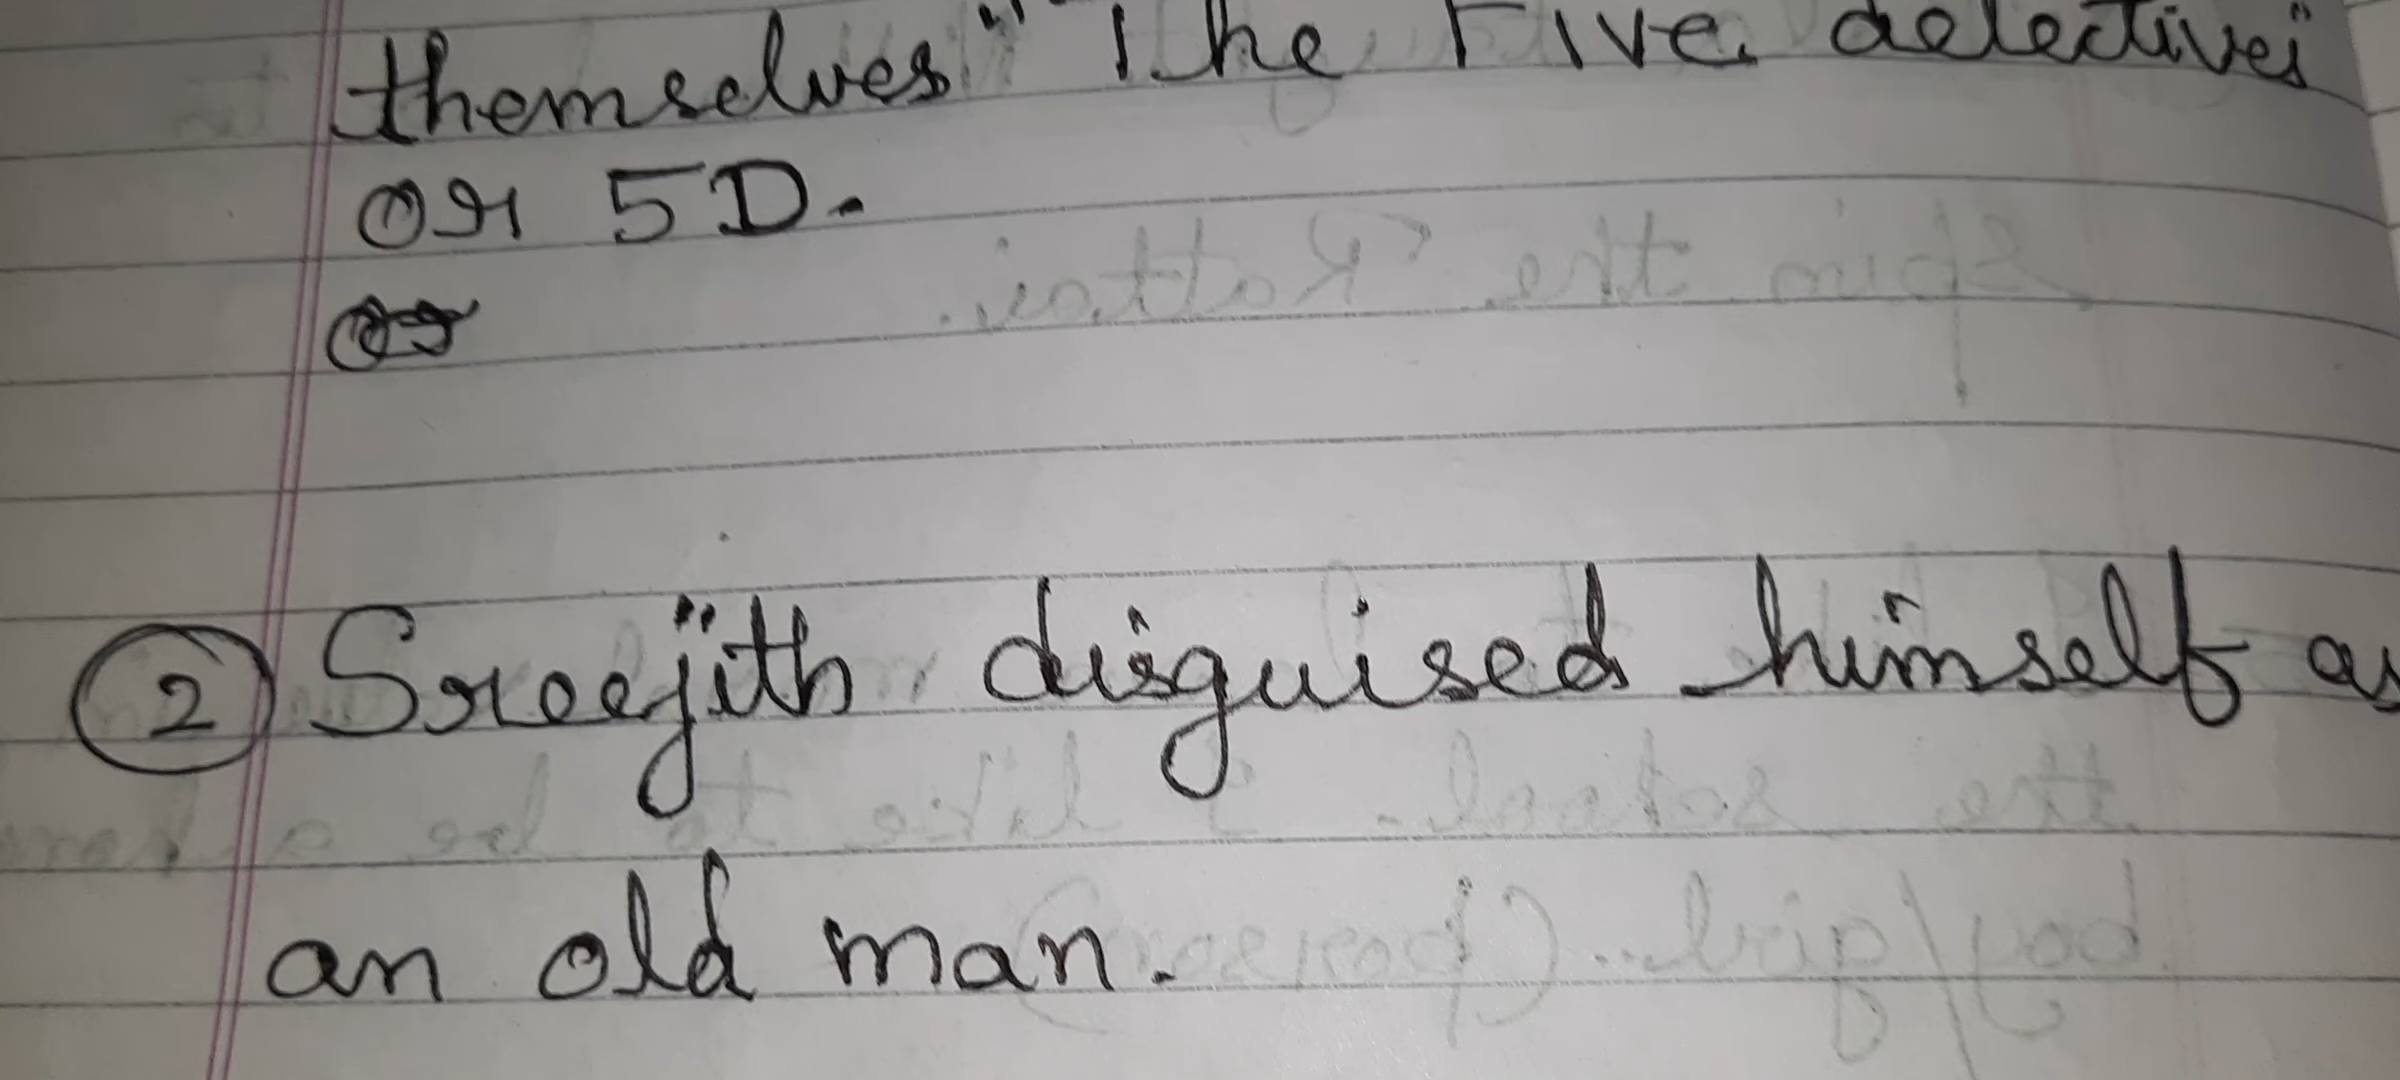 themselves "The Five detectives"
or 5D.
② Sreejith disguised himself as
an old man.